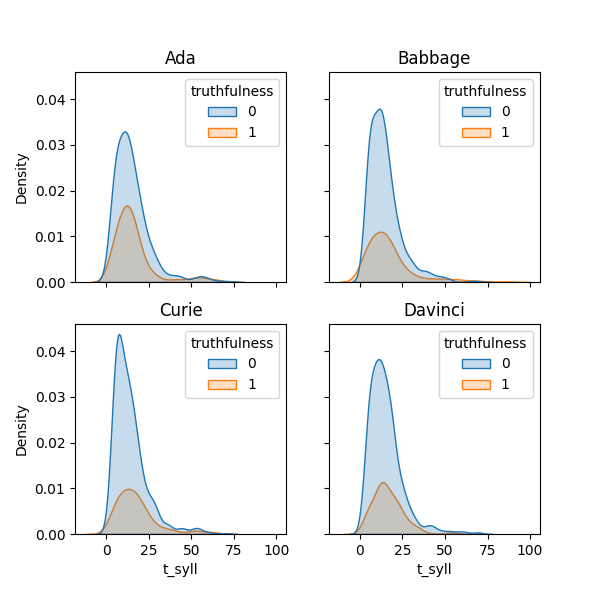 Ada
Babbage
truthfulness
0
1
truthfulness
0
1
Density
0.04
0.03
0.02
0.01
0.00
Curie
Davinci
truthfulness
0
1
truthfulness
0
1
Density
0.04
0.03
0.02
0.01
0.00
0 25 50 75 100
0 25 50 75 100
t_syll
t_syll